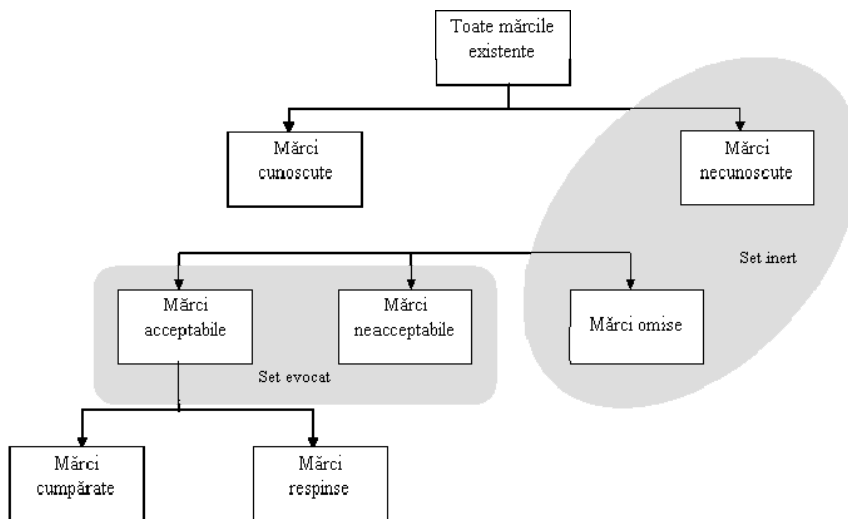 Toate mărcile
existente
Mărci
cunoscute
Mărci
necunoscute
Set inert
Mărci
acceptabile
Mărci
neacceptabile
Mărci omise
Set evocat
Mărci
cumpărate
Mărci
respinse